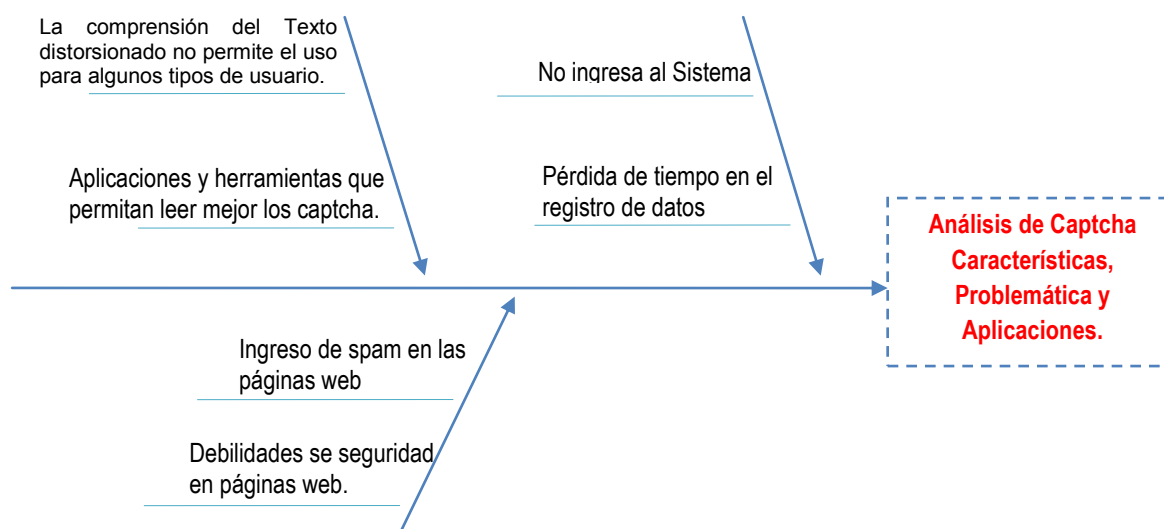 La comprensión del Texto
distorsionado no permite el uso
para algunos tipos de usuario.
No ingresa al Sistema
Aplicaciones y herramientas que
permitan leer mejor los captcha.
Pérdida de tiempo en el
registro de datos
Análisis de Captcha
Características,
Problemática y
Aplicaciones.
Ingreso de spam en las
páginas web
Debilidades se seguridad
en páginas web.